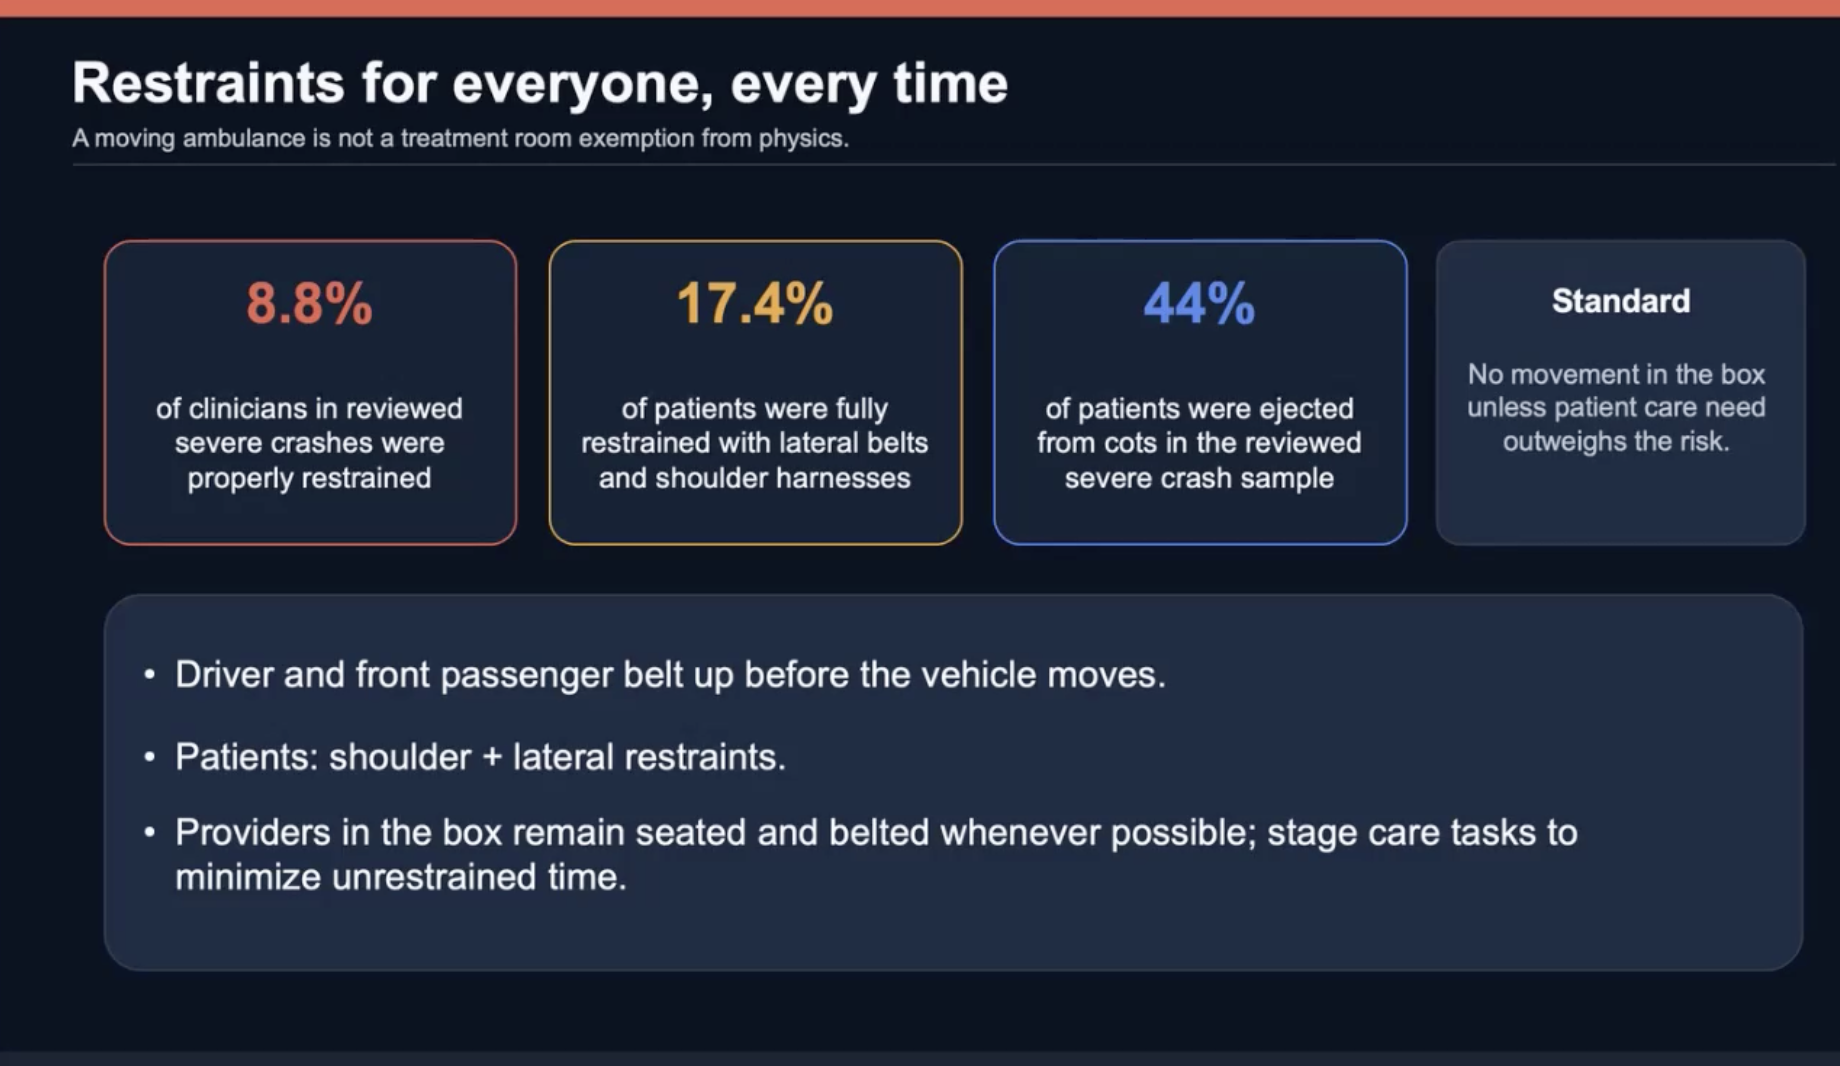 Restraints for everyone, every time
A moving ambulance is not a treatment room exemption from physics.
8.8%
of clinicians in reviewed
severe crashes were
properly restrained
17.4%
of patients were fully
restrained with lateral belts
and shoulder harnesses
44%
of patients were ejected
from cots in the reviewed
severe crash sample
Standard
No movement in the box
unless patient care need
outweighs the risk.
• Driver and front passenger belt up before the vehicle moves.
• Patients: shoulder + lateral restraints.
• Providers in the box remain seated and belted whenever possible; stage care tasks to
minimize unrestrained time.